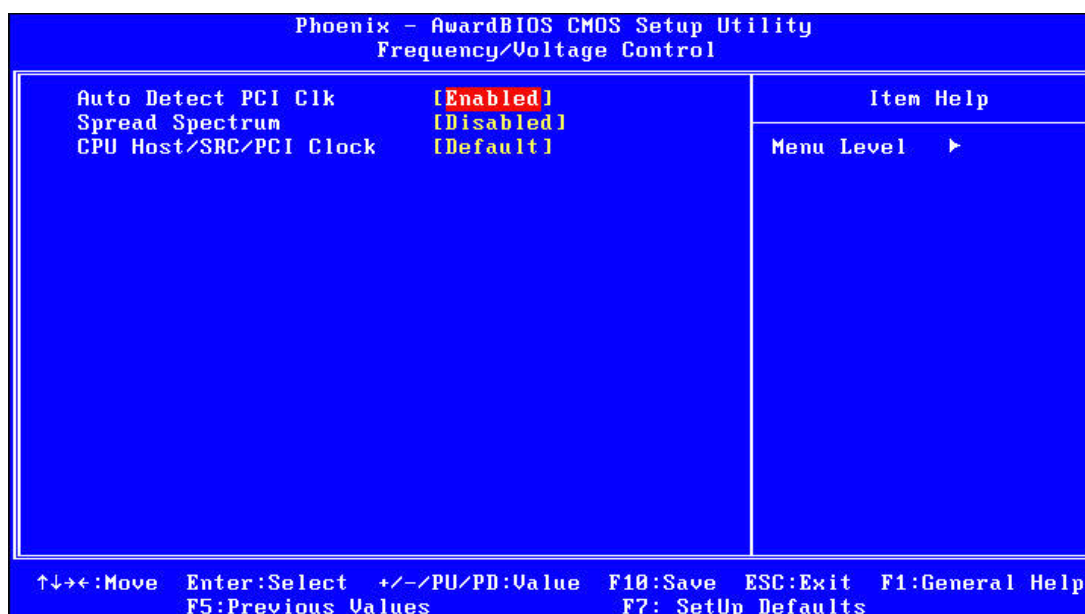 Phoenix - AwardBIOS CMOS Setup Utility
Frequency/Voltage Control
Auto Detect PCI Clk [Enabled]
Spread Spectrum [Disabled]
CPU Host/SRC/PCI Clock [Default]
Item Help
Menu Level ►
↑↓→←:Move Enter:Select +/-/PU/PD:Value F10:Save ESC:Exit F1:General Help
F5:Previous Values F7: SetUp Defaults